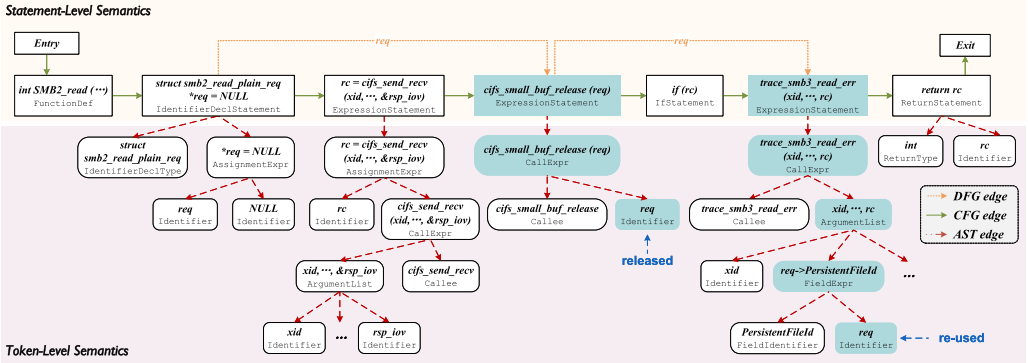 Statement-Level Semantics
Entry
req
req
Exit
int SMB2_read (···)
FunctionDef
struct smb2_read_plain_req
*req = NULL
IdentifierDeclStatement
rc = cifs_send_recv
(xid,···, &rsp_iov)
ExpressionStatement
cifs_small_buf_release (req)
ExpressionStatement
if (rc)
IfStatement
trace_smb3_read_err
(xid,···, rc)
ExpressionStatement
return rc
ReturnStatement
struct
smb2_read_plain_req
IdentifierDeclType
*req = NULL
AssignmentExpr
rc = cifs_send_recv
(xid,···, &rsp_iov)
AssignmentExpr
cifs_small_buf_release (req)
CallExpr
trace_smb3_read_err
(xid,···, rc)
CallExpr
int
ReturnType
rc
Identifier
req
Identifier
NULL
Identifier
rc
Identifier
cifs_send_recv
(xid,···, &rsp_iov)
CallExpr
cifs_small_buf_release
Callee
req
Identifier
trace_smb3_read_err
Callee
xid,···, rc
ArgumentList
DFG edge
CFG edge
AST edge
released
xid,···, &rsp_iov
ArgumentList
cifs_send_recv
Callee
xid
Identifier
req->PersistentFileId
FieldExpr
...
xid
Identifier
...
rsp_iov
Identifier
PersistentFileId
FieldIdentifier
req
Identifier
re-used
Token-Level Semantics